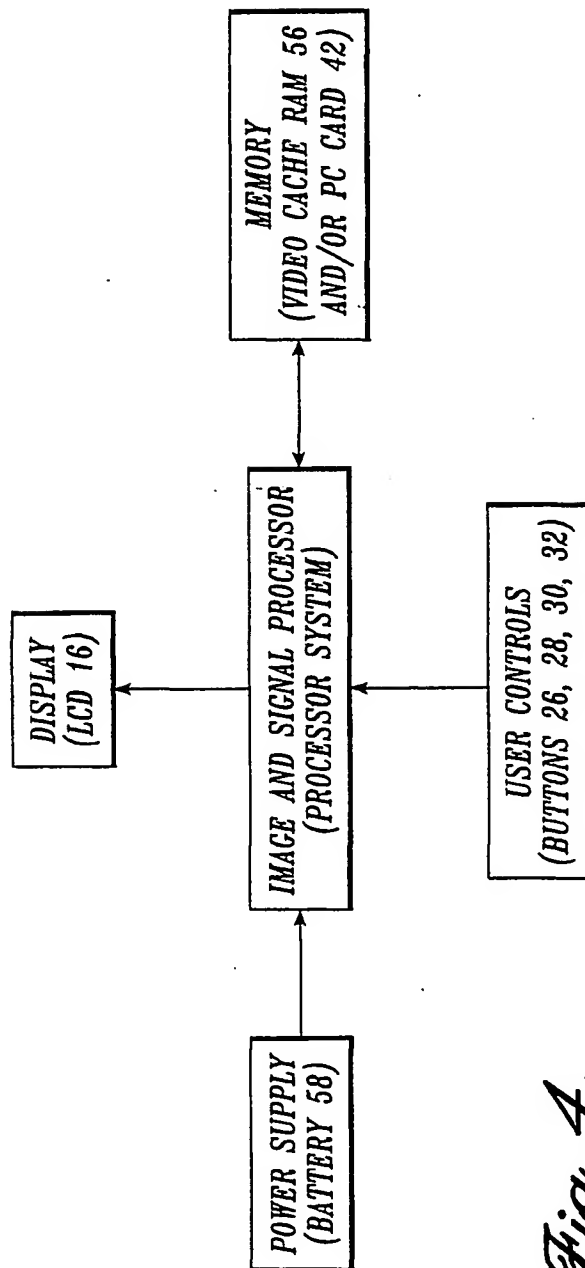 DISPLAY
(LCD 16)
POWER SUPPLY
(BATTERY 58)
IMAGE AND SIGNAL PROCESSOR
(PROCESSOR SYSTEM)
MEMORY
(VIDEO CACHE RAM 56
AND/OR PC CARD 42)
USER CONTROLS
(BUTTONS 26, 28, 30, 32)
Fig. 4.